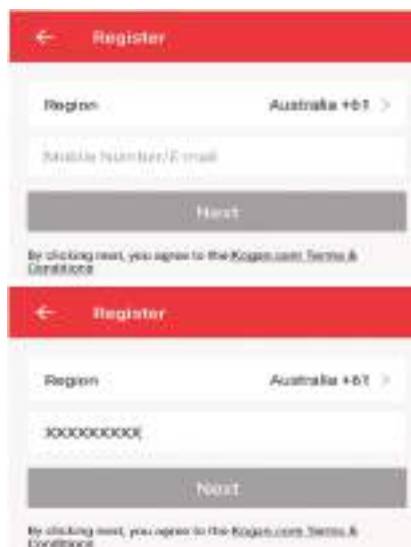 ← Register
Region Australia +61 >
Mobile Number/E-mail
Next
By clicking next, you agree to the Kogan.com Terms &
Conditions
← Register
Region Australia +61 >
XXXXXXXXXX
Next
By clicking next, you agree to the Kogan.com Terms &
Conditions